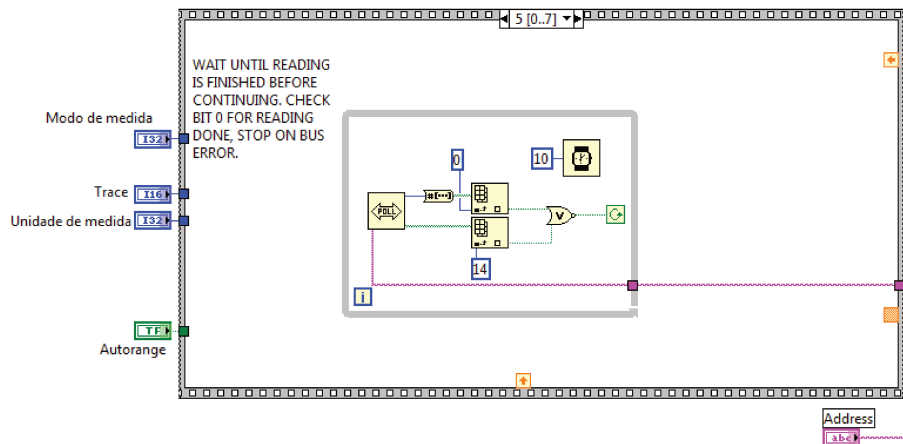 5 [0..7]
WAIT UNTIL READING
IS FINISHED BEFORE
CONTINUING. CHECK
BIT 0 FOR READING
DONE, STOP ON BUS
ERROR.
Modo de medida
I32
Trace
I16
Unidade de medida
I32
TF
Autorange
0
10
#[...]
POLL
V
14
i
Address
abc